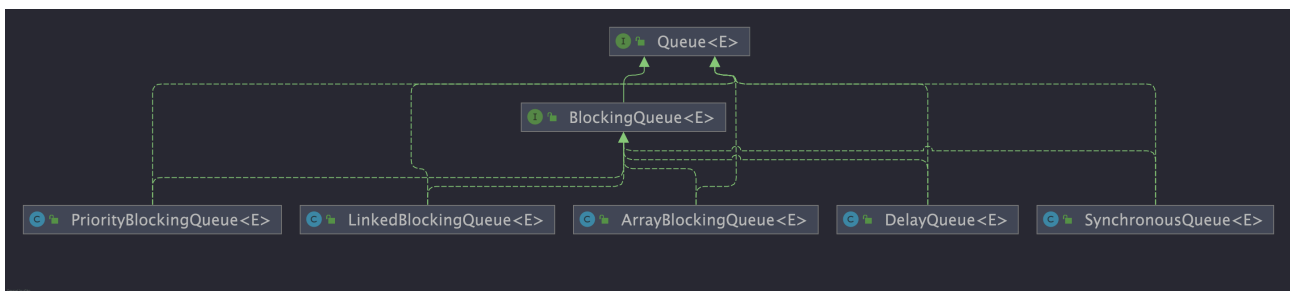 I Queue<E>
I BlockingQueue<E>
C PriorityBlockingQueue<E> C LinkedBlockingQueue<E> C ArrayBlockingQueue<E> C DelayQueue<E> C SynchronousQueue<E>